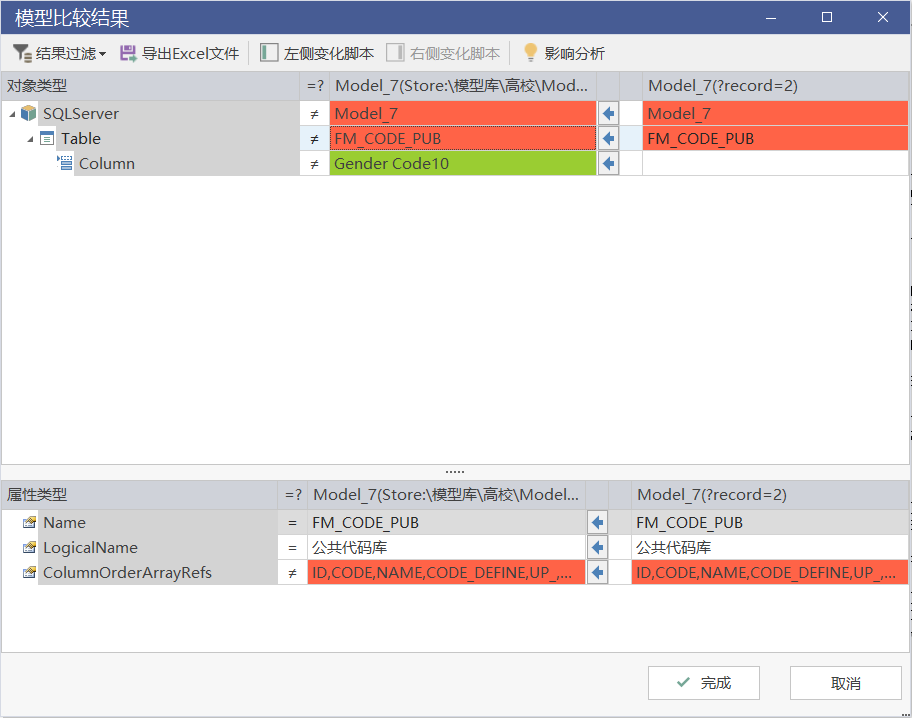 模型比较结果
结果过滤 导出Excel文件 左侧变化脚本 右侧变化脚本 影响分析
对象类型 =? Model_7(Store:\模型库\高校\Mod... Model_7(?record=2)
SQLServer ≠ Model_7 Model_7
Table ≠ FM_CODE_PUB FM_CODE_PUB
Column ≠ Gender Code10
属性类型 =? Model_7(Store:\模型库\高校\Model... Model_7(?record=2)
Name = FM_CODE_PUB FM_CODE_PUB
LogicalName = 公共代码库 公共代码库
ColumnOrderArrayRefs ≠ ID,CODE,NAME,CODE_DEFINE,UP_,... ID,CODE,NAME,CODE_DEFINE,UP_,...
完成 取消